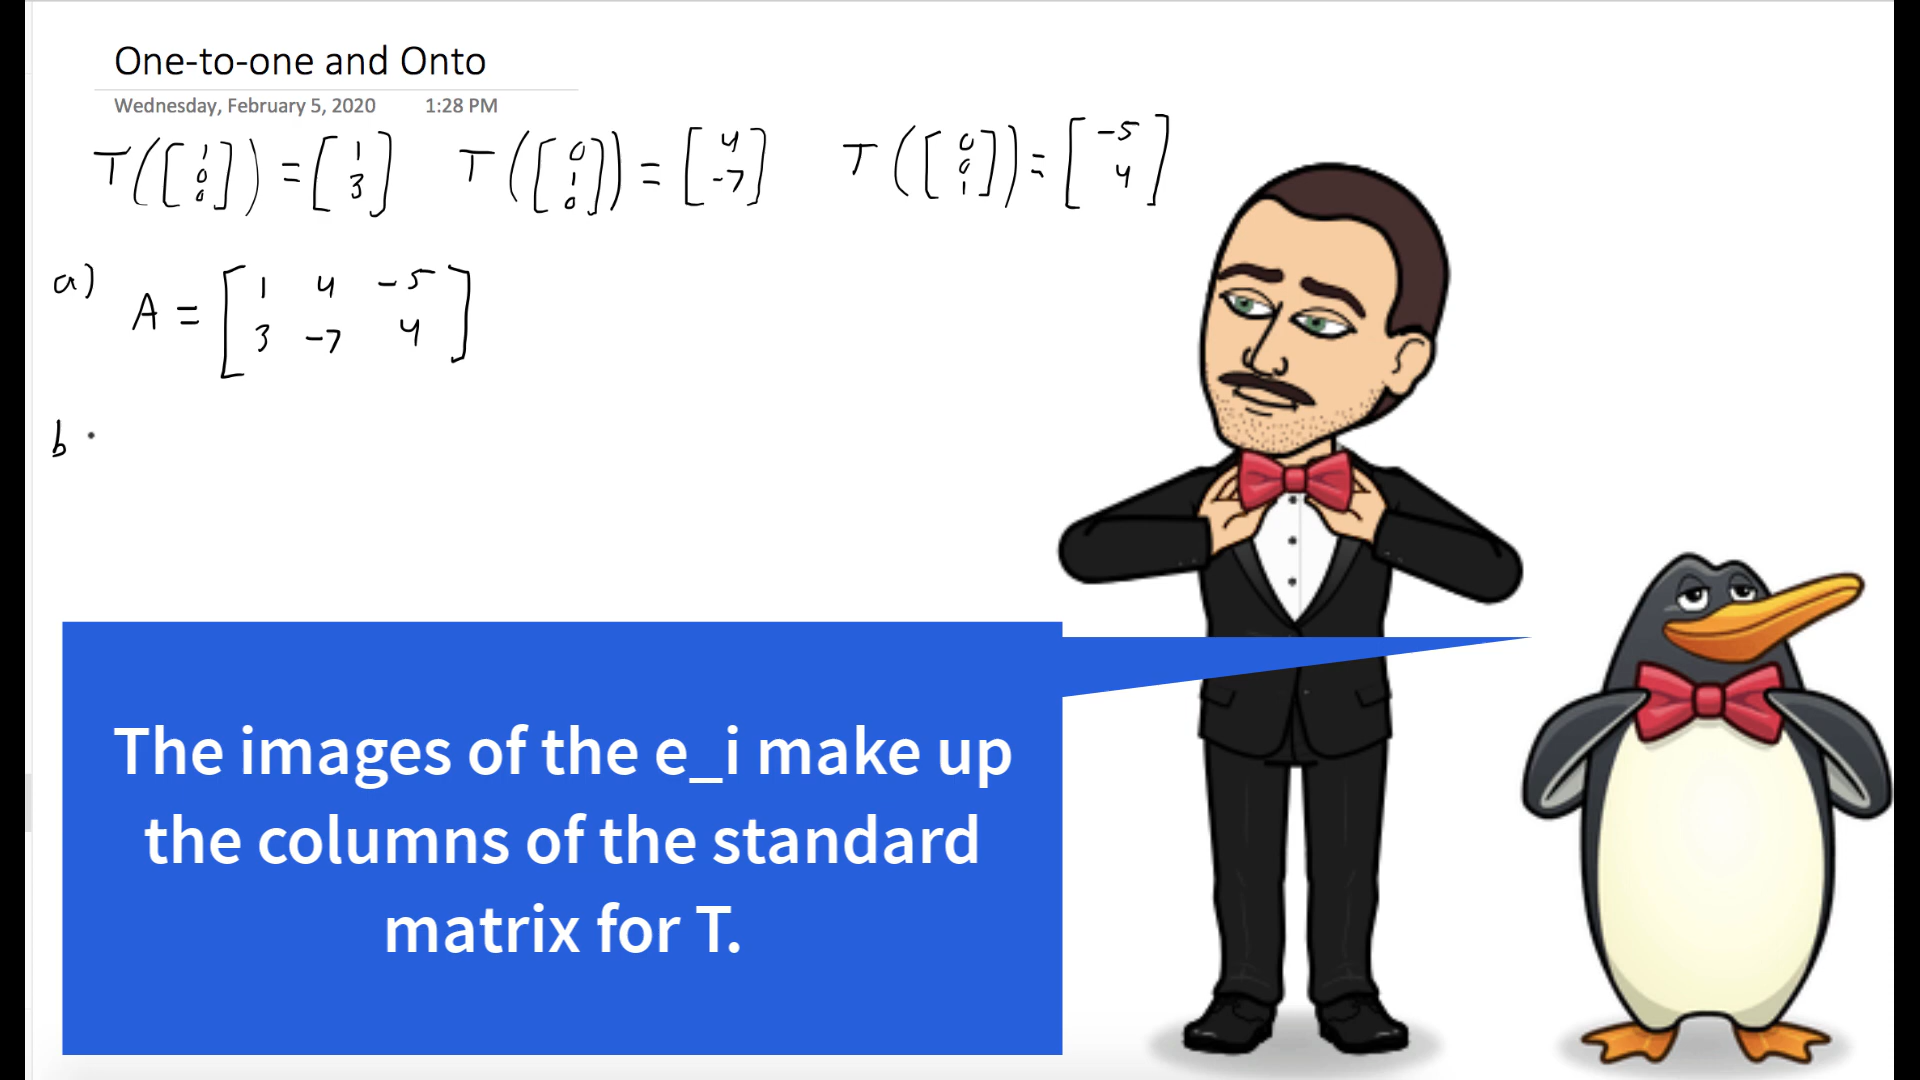 One-to-one and Onto
Wednesday, February 5, 2020 1:28 PM
T([1 0 0]) = [1 3] T([0 1 0]) = [4 -7] T([0 0 1]) = [-5 4]
a) A = [1 4 -5
3 -7 4]
b
The images of the e_i make up
the columns of the standard
matrix for T.